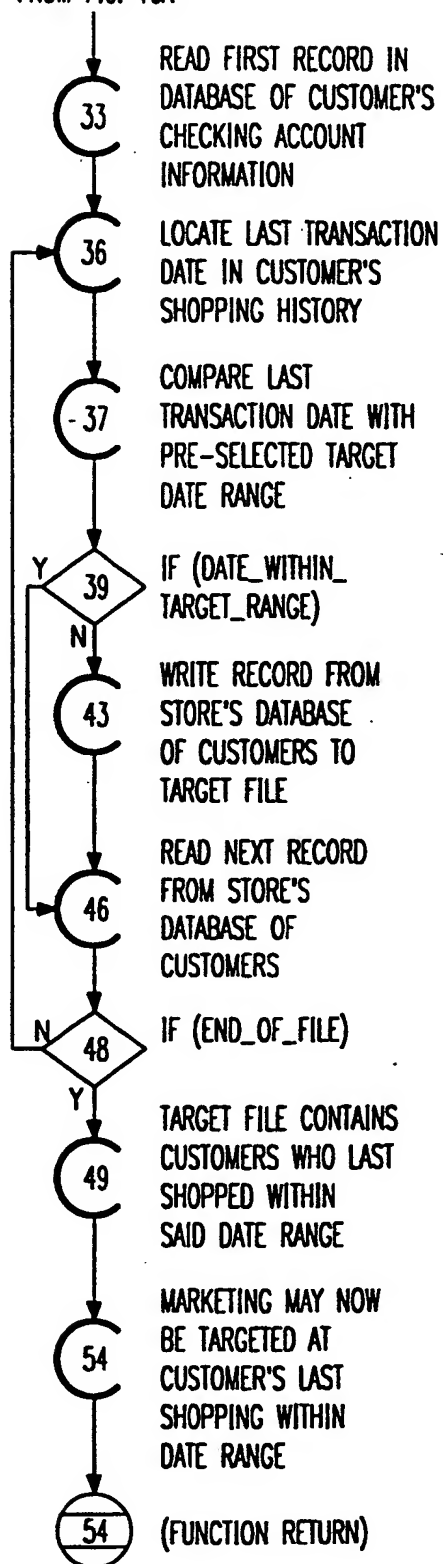 33
READ FIRST RECORD IN
DATABASE OF CUSTOMER'S
CHECKING ACCOUNT
INFORMATION
36
LOCATE LAST TRANSACTION
DATE IN CUSTOMER'S
SHOPPING HISTORY
37
COMPARE LAST
TRANSACTION DATE WITH
PRE-SELECTED TARGET
DATE RANGE
Y
39
N
IF (DATE_WITHIN_
TARGET_RANGE)
43
WRITE RECORD FROM
STORE'S DATABASE
OF CUSTOMERS TO
TARGET FILE
46
READ NEXT RECORD
FROM STORE'S
DATABASE OF
CUSTOMERS
N
48
Y
IF (END_OF_FILE)
49
TARGET FILE CONTAINS
CUSTOMERS WHO LAST
SHOPPED WITHIN
SAID DATE RANGE
54
MARKETING MAY NOW
BE TARGETED AT
CUSTOMER'S LAST
SHOPPING WITHIN
DATE RANGE
54
(FUNCTION RETURN)